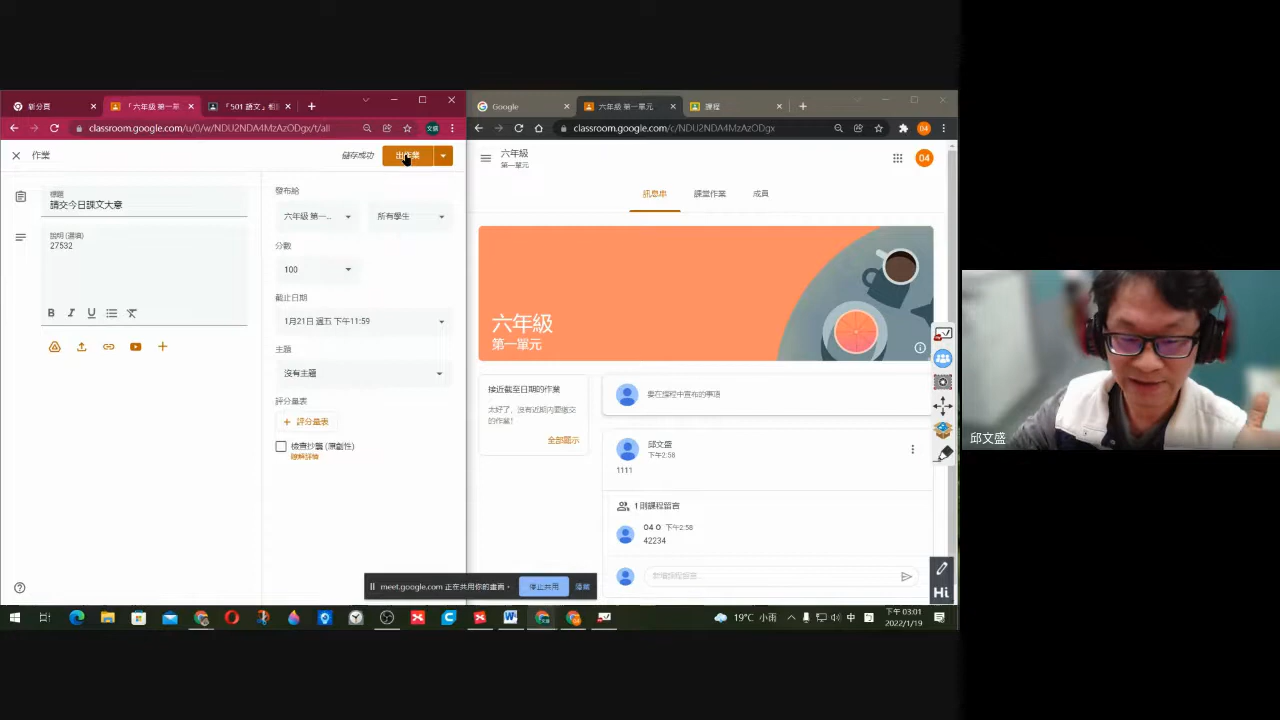 新分頁
「六年級 第一單
「501 語文」相
classroom.google.com/u/0/w/NDU2NDA4MzAzODgx/t/all
作業
儲存成功
出作業
標題
請交今日課文大意
說明 (選填)
27532
B I U
發布給
六年級 第一...
所有學生
分數
100
截止日期
1月21日 週五 下午11:59
主題
沒有主題
評分量表
+ 評分量表
檢查抄襲 (原創性)
瞭解詳情
Google
六年級 第一單元
課程
classroom.google.com/c/NDU2NDA4MzAzODgx
04
六年級
第一單元
04
訊息串
課堂作業
成員
六年級
第一單元
接近截至日期的作業
太好了，沒有近期內要繳交
的作業！
全部顯示
要在課程中宣布的事項
邱文盛
下午2:58
1111
1 則課程留言
04 0 下午2:58
42234
新增課程留言...
Hi
meet.google.com 正在共用你的畫面。
停止共用
隱藏
19°C 小雨
中
下午 03:01
2022/1/19
邱文盛